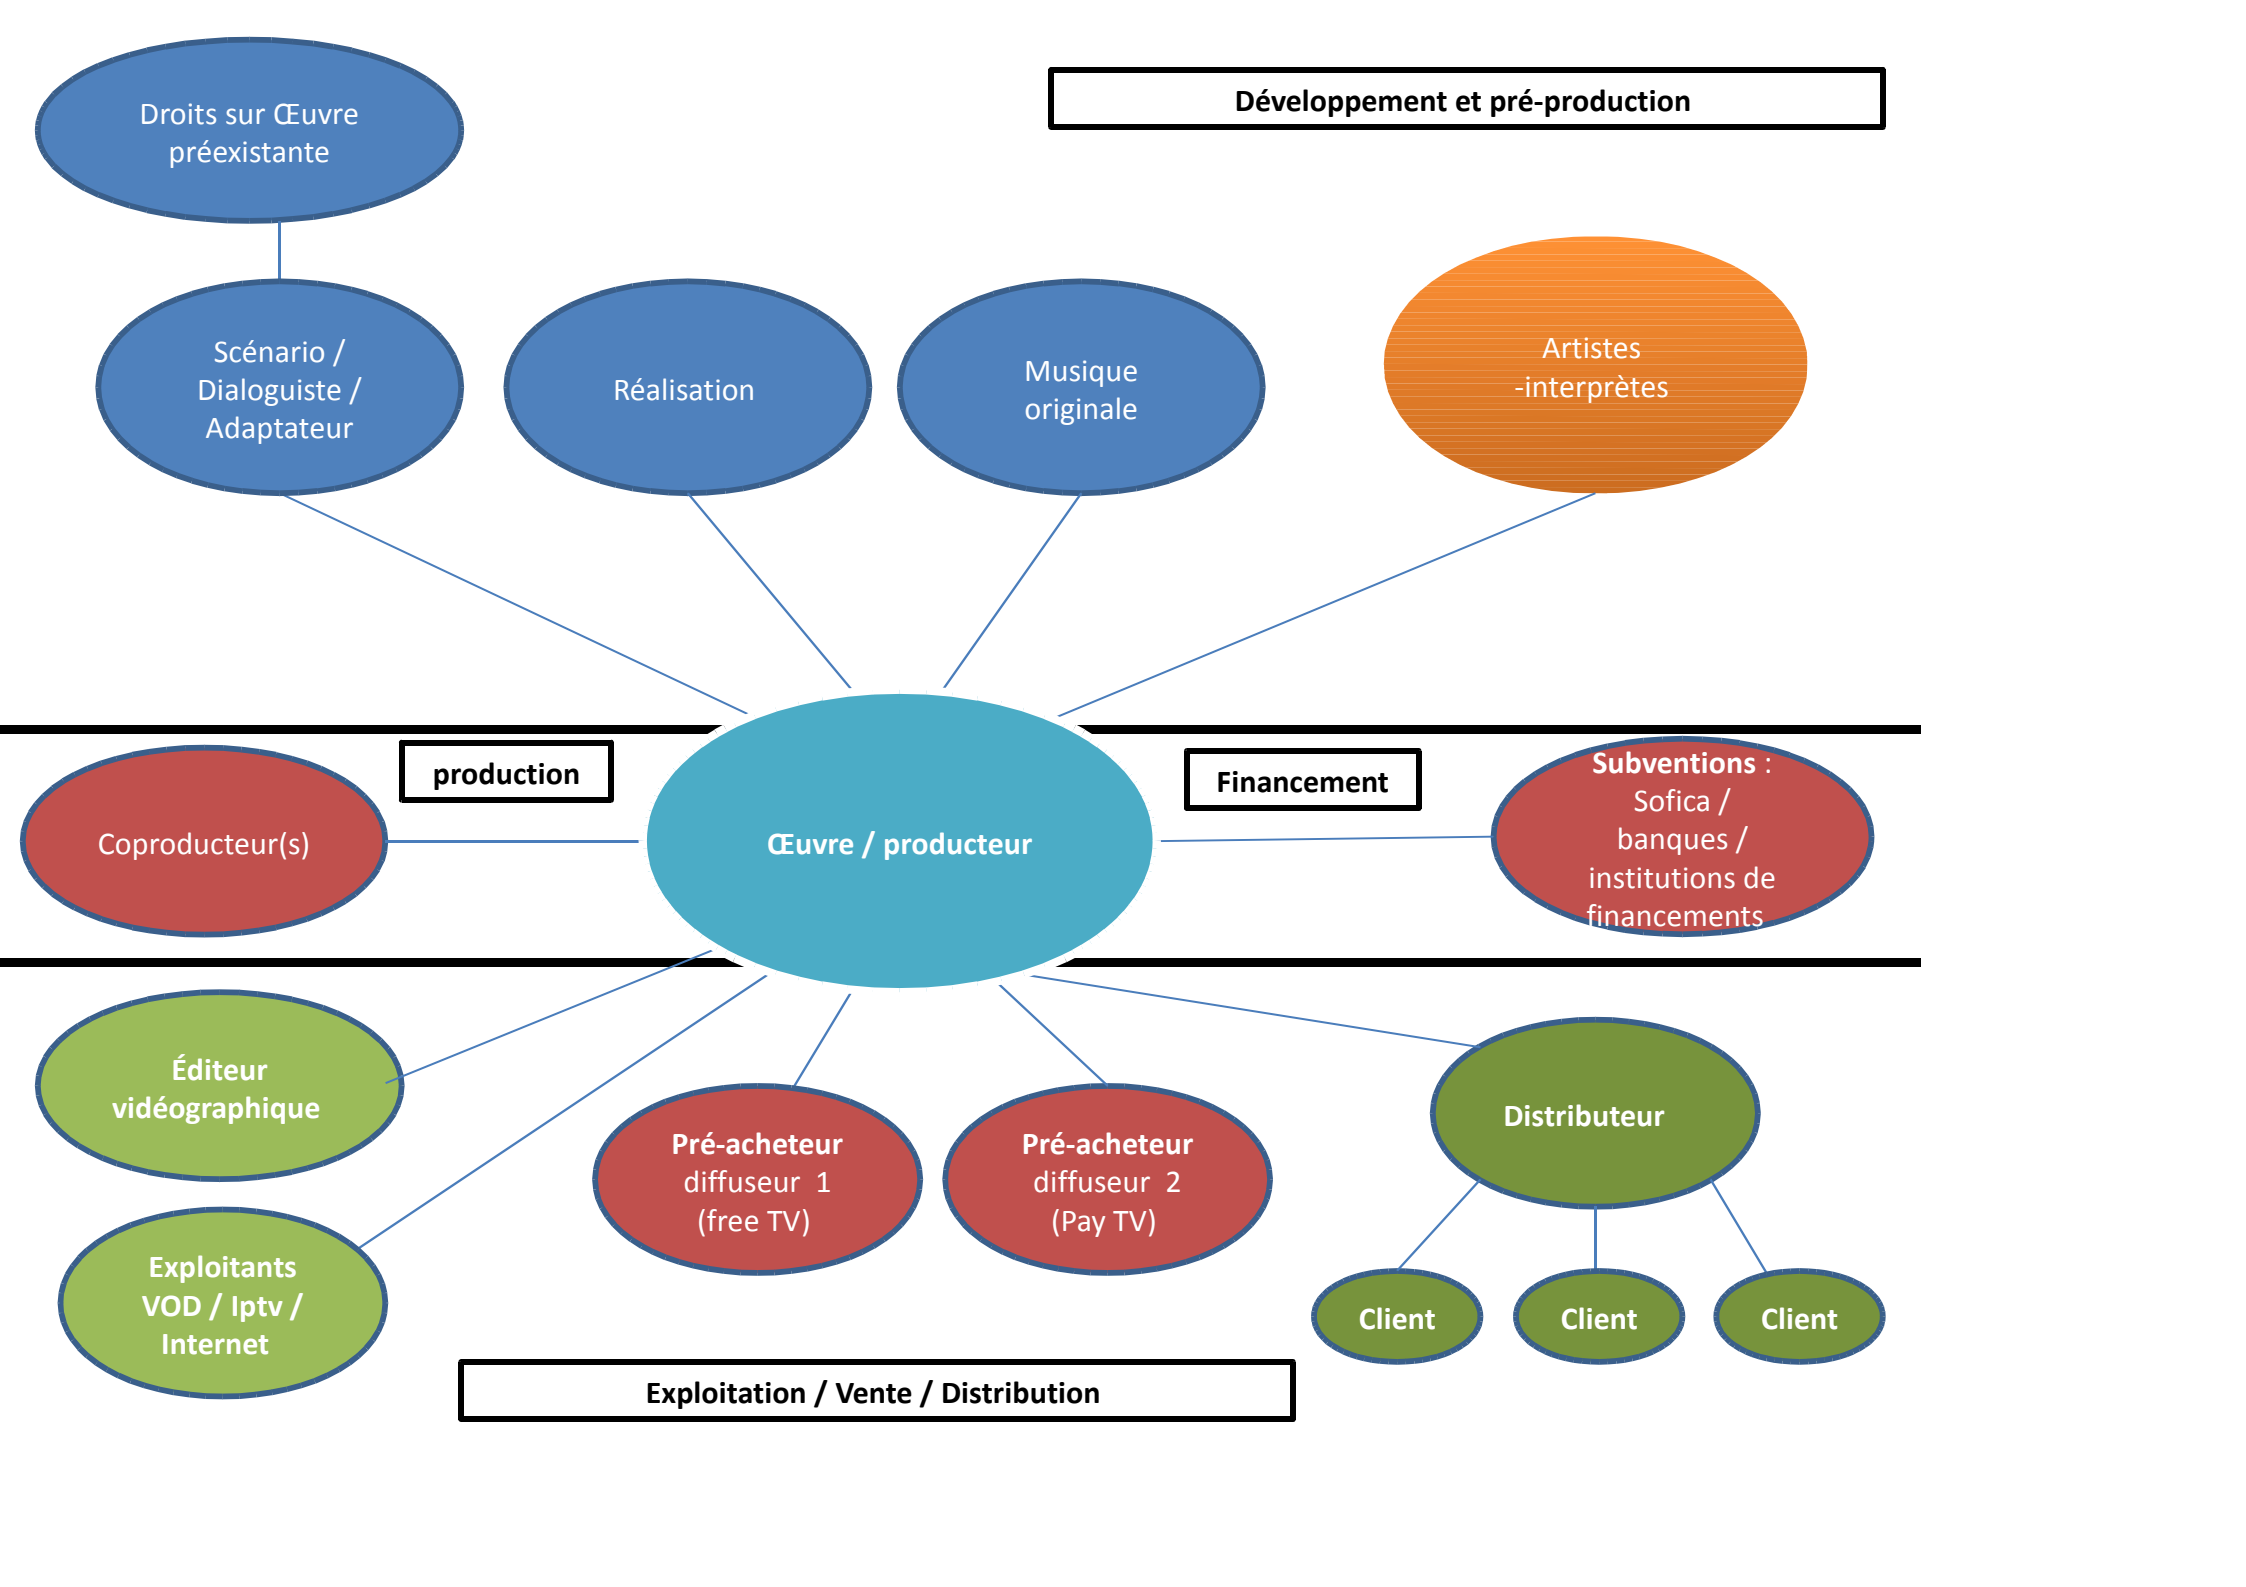 Droits sur Œuvre
préexistante
Développement et pré-production
Scénario /
Dialoguiste /
Adaptateur
Réalisation
Musique
originale
Artistes
-interprètes
production
Financement
Coproducteur(s)
Œuvre / producteur
Subventions :
Sofica /
banques /
institutions de
financements
Éditeur
vidéographique
Exploitants
VOD / Iptv /
Internet
Pré-acheteur
diffuseur 1
(free TV)
Pré-acheteur
diffuseur 2
(Pay TV)
Distributeur
Client
Client
Client
Exploitation / Vente / Distribution